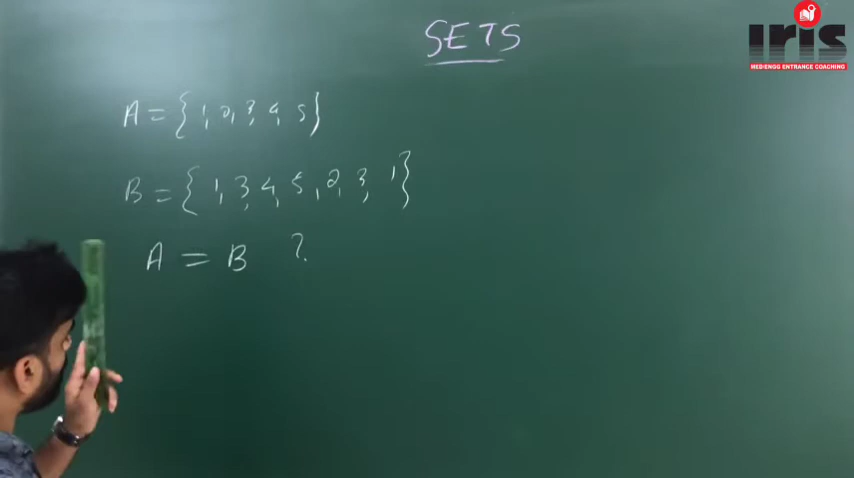 SETS
IRIS
MEDIENGG ENTRANCE COACHING
A = { 1, 2, 3, 4, 5 }
B = { 1, 3, 4, 5, 2, 3, 1 }
A = B ?